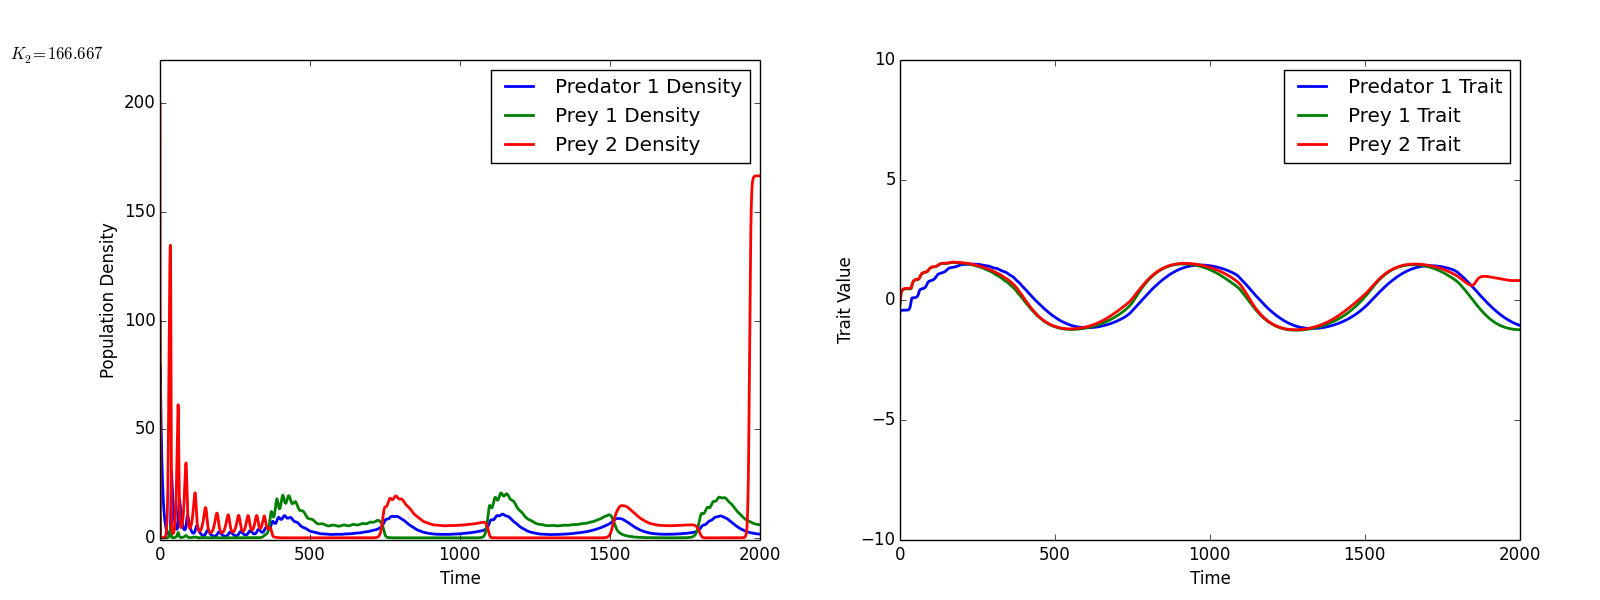 K₂=166.667
Population Density
200
150
100
50
0
0 500 1000 1500 2000
Time
Predator 1 Density
Prey 1 Density
Prey 2 Density
Trait Value
10
5
0
−5
−10
0 500 1000 1500 2000
Time
Predator 1 Trait
Prey 1 Trait
Prey 2 Trait